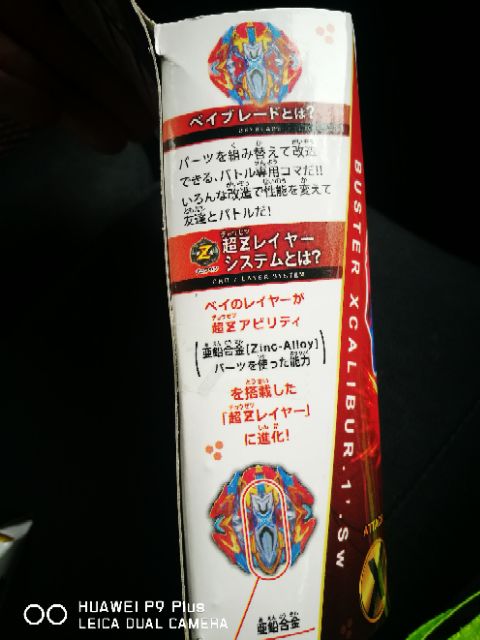 ベイブレードとは?
パーツを組み替えて改造
できる、バトル専用コマだ!!
いろんな改造で性能を変えて
友達とバトルだ!
超Zレイヤー
システムとは?
CHO Z LAYER SYSTEM
ベイのレイヤーが
超Zアビリティ
亜鉛合金[Zinc-Alloy]
パーツを使った能力
を搭載した
「超Zレイヤー」
に進化!
亜鉛合金
BUSTER XCALIBUR.1'.Sw
ATTACK
HUAWEI P9 Plus
LEICA DUAL CAMERA